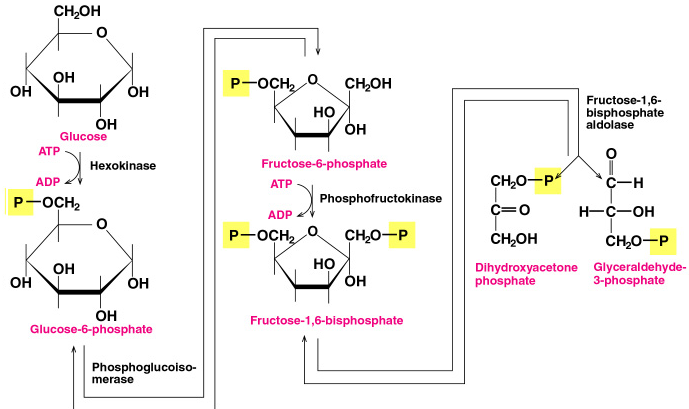 CH₂OH
O
OH
OH
OH
OH
Glucose
ATP
Hexokinase
ADP
P–OCH₂
O
OH
OH
OH
OH
Glucose-6-phosphate
Phosphoglucoiso-
merase
P–OCH₂
O
CH₂OH
HO
OH
Fructose-6-phosphate
ATP
Phosphofructokinase
ADP
P–OCH₂
O
CH₂O–P
HO
OH
Fructose-1,6-bisphosphate
Fructose-1,6-
bisphosphate
aldolase
CH₂O–P
C=O
CH₂OH
Dihydroxyacetone
phosphate
O
C–H
H–C–OH
CH₂O–P
Glyceraldehyde-
3-phosphate